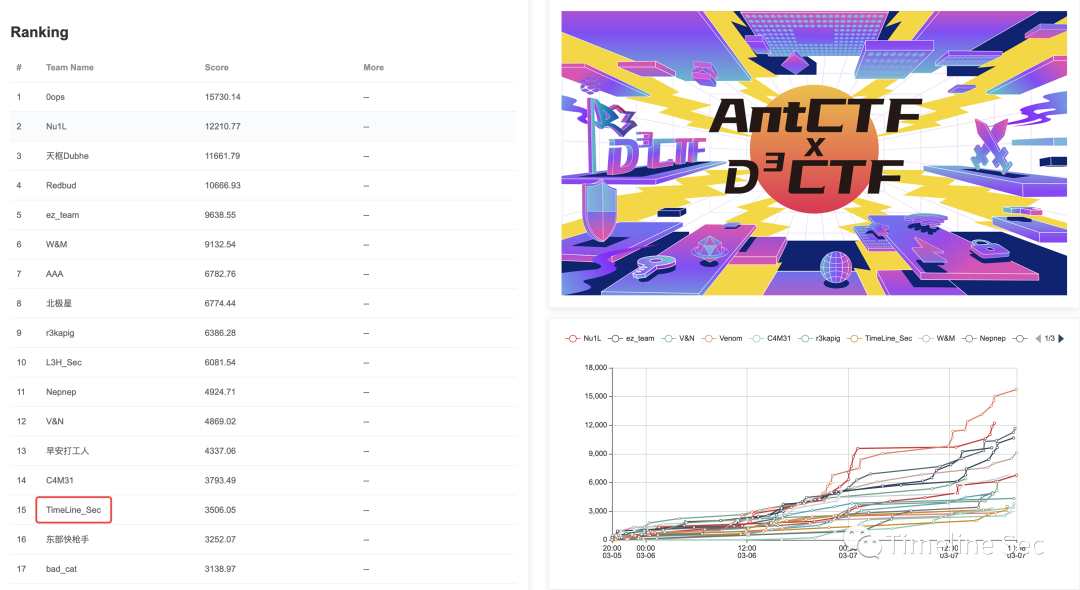 Ranking
# Team Name Score More
1 0ops 15730.14 --
2 Nu1L 12210.77 --
3 天枢Dubhe 11661.79 --
4 Redbud 10666.93 --
5 ez_team 9638.55 --
6 W&M 9132.54 --
7 AAA 6782.76 --
8 北极星 6774.44 --
9 r3kapig 6386.28 --
10 L3H_Sec 6081.54 --
11 Nepnep 4924.71 --
12 V&N 4869.02 --
13 早安打工人 4337.06 --
14 C4M31 3793.49 --
15 TimeLine_Sec 3506.05 --
16 东部快枪手 3252.07 --
17 bad_cat 3138.97 --
D³CTF
AntCTF
x
D³CTF
Nu1L ez_team V&N Venom C4M31 r3kapig TimeLine_Sec W&M Nepnep 1/3
18,000
15,000
12,000
9,000
6,000
3,000
0
20:00 00:00 12:00
03-05 03-06 03-06 03-07 03-07 03-07
Timeline Sec